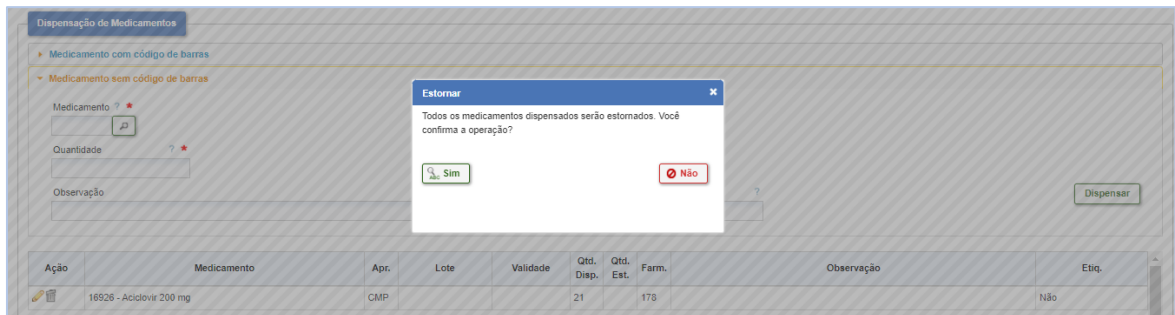 Dispensação de Medicamentos
Medicamento com código de barras
Medicamento sem código de barras
Medicamento ? *
Quantidade ? *
Observação ?
Dispensar
Estornar ×
Todos os medicamentos dispensados serão estornados. Você
confirma a operação?
Sim Não
Ação Medicamento Apr. Lote Validade Qtd. Disp. Qtd. Est. Farm. Observação Etiq.
16926 - Aciclovir 200 mg CMP 21 178 Não